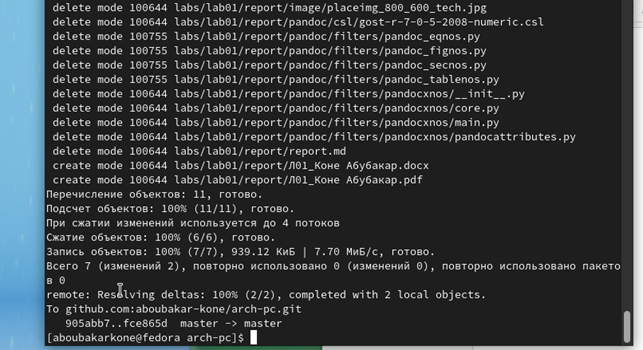 delete mode 100644 labs/lab01/report/image/placeimg_800_600_tech.jpg
delete mode 100644 labs/lab01/report/pandoc/csl/gost-r-7-0-5-2008-numeric.csl
delete mode 100755 labs/lab01/report/pandoc/filters/pandoc_eqnos.py
delete mode 100755 labs/lab01/report/pandoc/filters/pandoc_fignos.py
delete mode 100755 labs/lab01/report/pandoc/filters/pandoc_secnos.py
delete mode 100755 labs/lab01/report/pandoc/filters/pandoc_tablenos.py
delete mode 100644 labs/lab01/report/pandoc/filters/pandocxnos/__init__.py
delete mode 100644 labs/lab01/report/pandoc/filters/pandocxnos/core.py
delete mode 100644 labs/lab01/report/pandoc/filters/pandocxnos/main.py
delete mode 100644 labs/lab01/report/pandoc/filters/pandocxnos/pandocattributes.py
delete mode 100644 labs/lab01/report/report.md
create mode 100644 labs/lab01/report/Л01_Коне Абубакар.docx
create mode 100644 labs/lab01/report/Л01_Коне Абубакар.pdf
Перечисление объектов: 11, готово.
Подсчет объектов: 100% (11/11), готово.
При сжатии изменений используется до 4 потоков
Сжатие объектов: 100% (6/6), готово.
Запись объектов: 100% (7/7), 939.12 КиБ | 7.70 МиБ/с, готово.
Всего 7 (изменений 2), повторно использовано 0 (изменений 0), повторно использовано пакето
в 0
remote: Resolving deltas: 100% (2/2), completed with 2 local objects.
To github.com:aboubakar-kone/arch-pc.git
905abb7..fce865d  master -> master
[aboubakarkone@fedora arch-pc]$